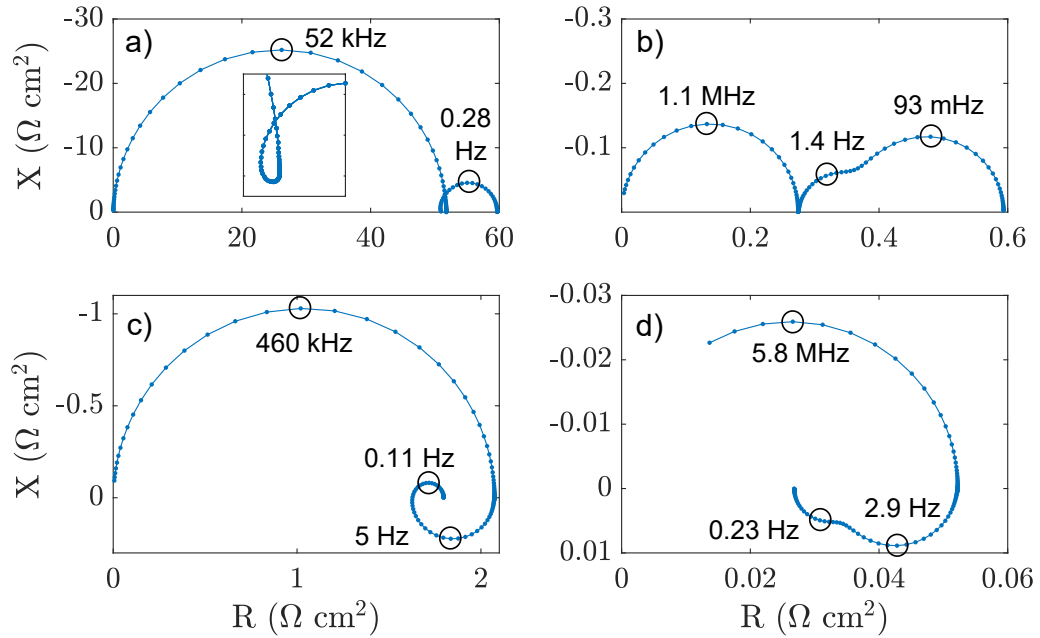 a)
52 kHz
0.28
Hz
-30
-20
-10
0
0
20
40
60
X (Ω cm²)
b)
1.1 MHz
1.4 Hz
93 mHz
-0.3
-0.2
-0.1
0
0.2
0.4
0.6
c)
460 kHz
0.11 Hz
5 Hz
-1
-0.5
0
0
1
2
X (Ω cm²)
R (Ω cm²)
d)
5.8 MHz
0.23 Hz
2.9 Hz
-0.03
-0.02
-0.01
0
0.01
0
0.02
0.04
0.06
R (Ω cm²)